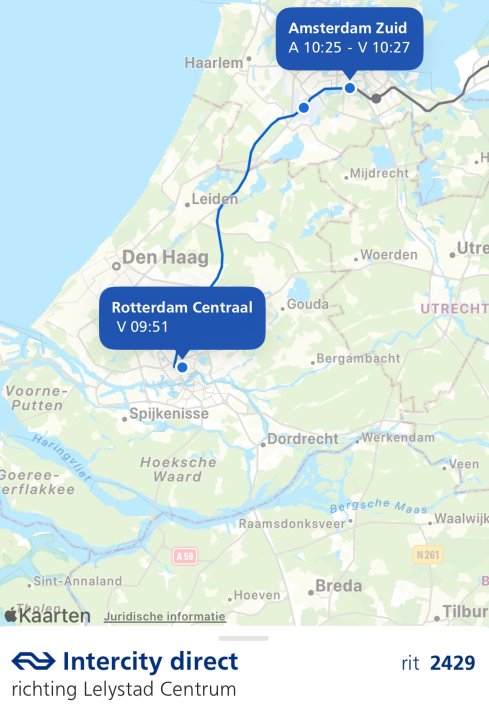 Amsterdam Zuid
A 10:25 - V 10:27
Haarlem
Mijdrecht
Leiden
Den Haag
Woerden
Utre
Rotterdam Centraal
V 09:51
Gouda
UTRECHT
Bergambacht
Voorne-
Putten
Spijkenisse
Haringvliet
Dordrecht
Werkendam
Hoeksche
Waard
Veen
Goeree-
erflakkee
Bergsche Maas
Raamsdonksveer
Waalwijk
A 59
N 261
Sint-Annaland
Breda
B
Hoeven
Tholen
Kaarten
Juridische informatie
Tilbur
Intercity direct
rit 2429
richting Lelystad Centrum